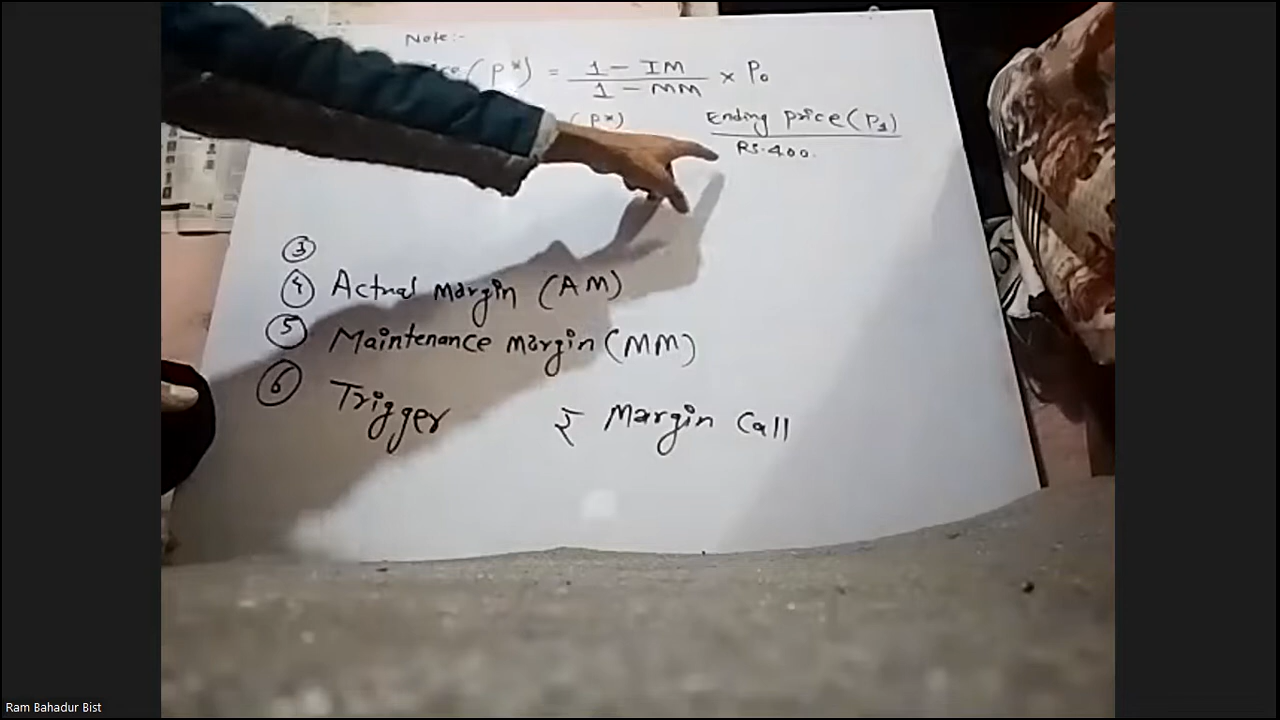 Note:-
(P*) = 1 - IM / 1 - MM × P₀
(P*) Ending price (P₁)
Rs. 400.
③
④ Actual margin (AM)
⑤ Maintenance margin (MM)
⑥ Trigger ₹ Margin Call
Ram Bahadur Bist